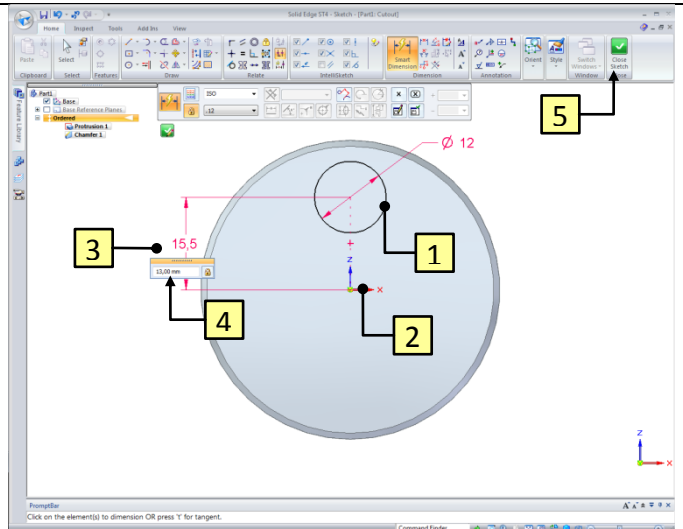 Solid Edge ST4 - Sketch - [Part1: Cutout]
Home Inspect Tools Add Ins View
Paste
Select
Smart
Dimension
Orient
Style
Switch
Windows
Close
Sketch
Clipboard Select Features Draw Relate IntelliSketch Dimension Annotation Window
5
Feature Library
Part1
Base
Base Reference Planes
Ordered
Protrusion 1
Chamfer 1
ISO
.12
Ø 12
3
15,5
1
z
13,00 mm
x
4
2
z
x
PromptBar
Click on the element(s) to dimension OR press 't' for tangent.
Command Finder